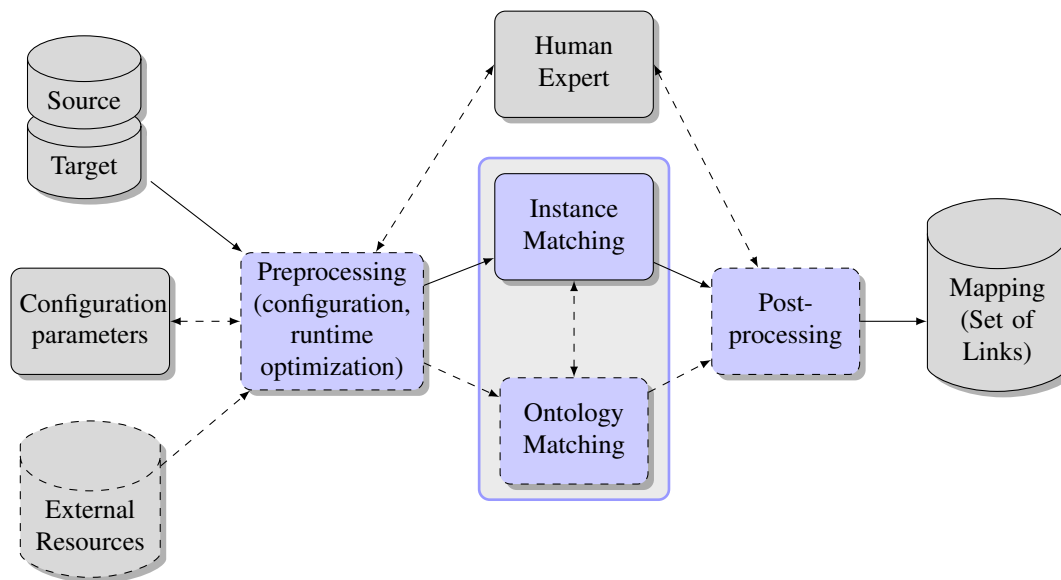 Human
Expert
Source
Target
Instance
Matching
Preprocessing
(configuration,
runtime
optimization)
Configuration
parameters
Post-
processing
Mapping
(Set of
Links)
Ontology
Matching
External
Resources